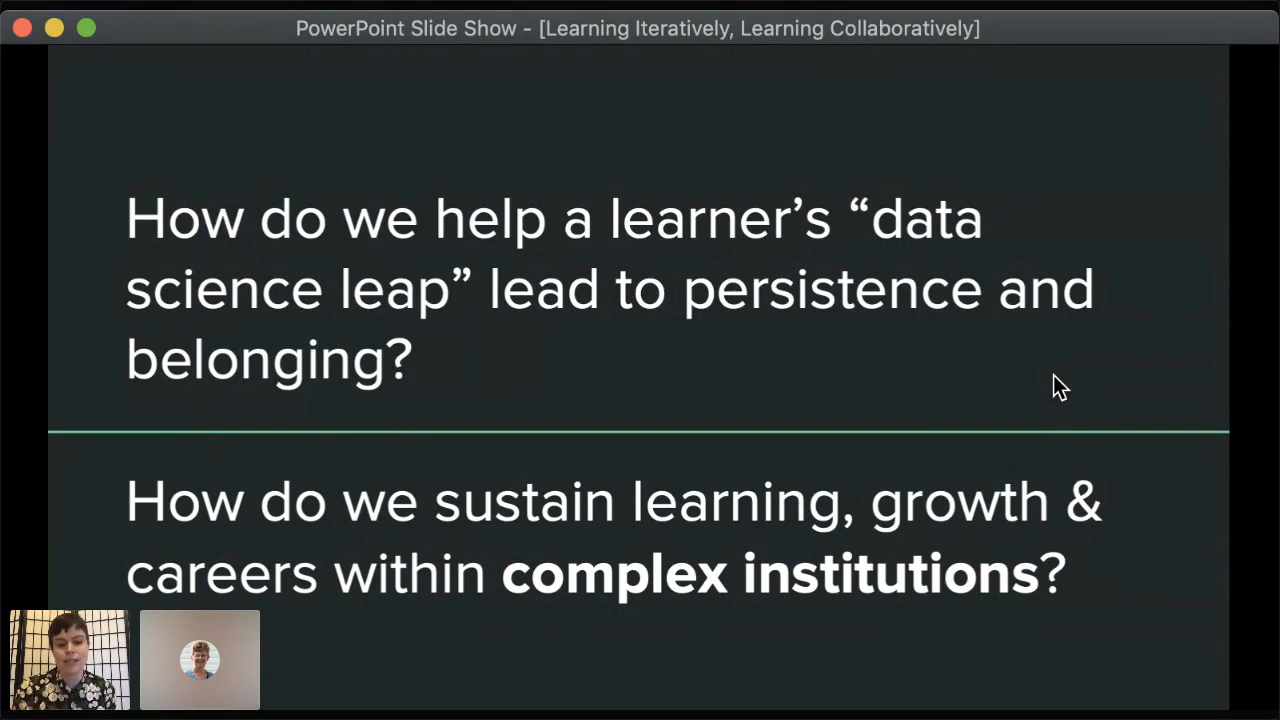 PowerPoint Slide Show - [Learning Iteratively, Learning Collaboratively]
How do we help a learner’s “data
science leap” lead to persistence and
belonging?
How do we sustain learning, growth &
careers within complex institutions?